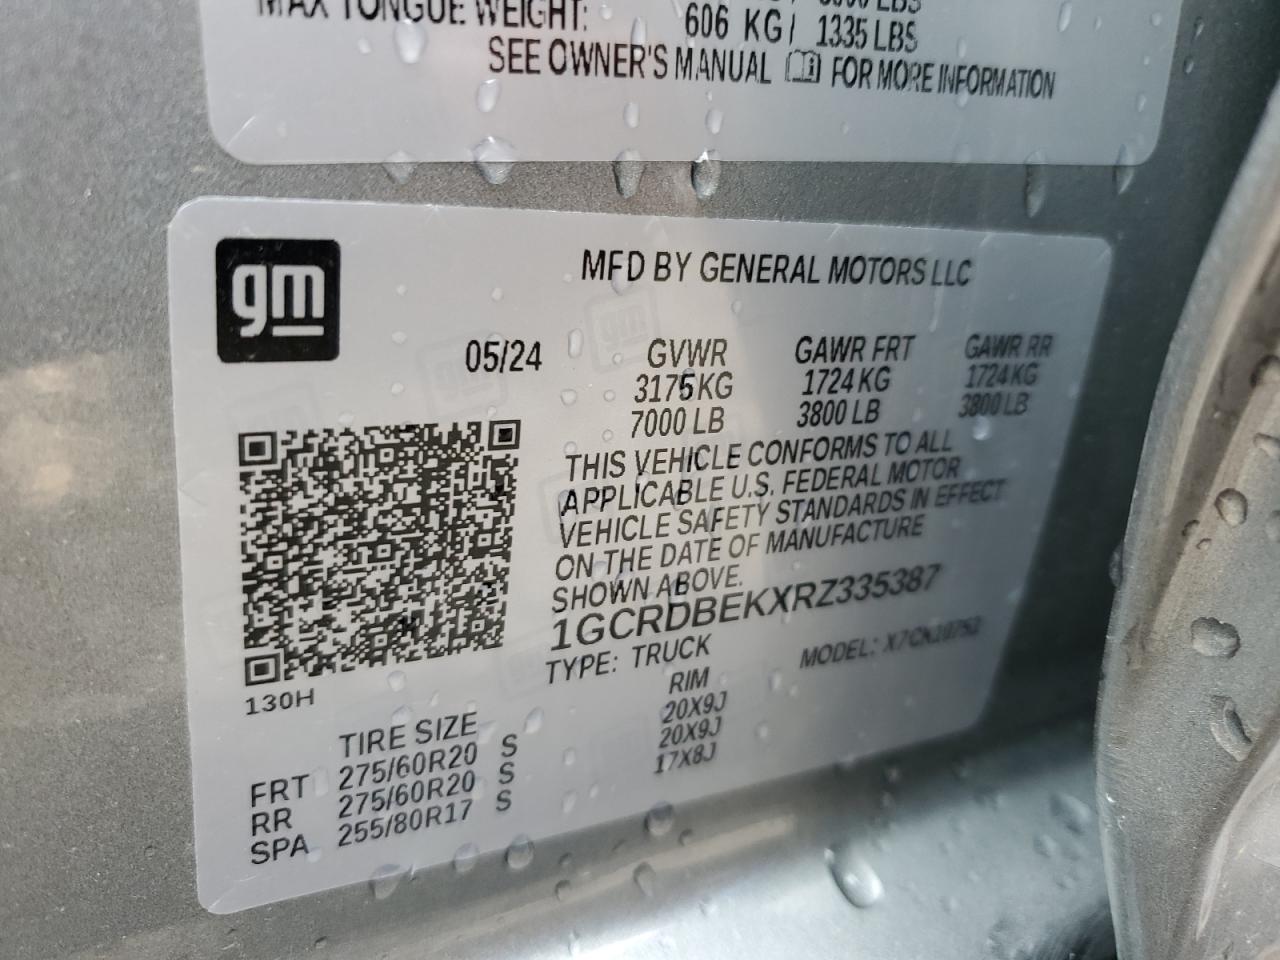 MAX TONGUE WEIGHT: 606 KG / 1335 LBS
SEE OWNER'S MANUAL FOR MORE INFORMATION
gm
MFD BY GENERAL MOTORS LLC
05/24 GVWR GAWR FRT GAWR RR
3175 KG 1724 KG 1724 KG
7000 LB 3800 LB 3800 LB
THIS VEHICLE CONFORMS TO ALL
APPLICABLE U.S. FEDERAL MOTOR
VEHICLE SAFETY STANDARDS IN EFFECT
ON THE DATE OF MANUFACTURE
SHOWN ABOVE.
1GCRDBEKXRZ335387
TYPE: TRUCK MODEL:
130H
TIRE SIZE RIM
FRT 275/60R20 S 20X9J
RR 275/60R20 S 20X9J
SPA 255/80R17 S 17X8J